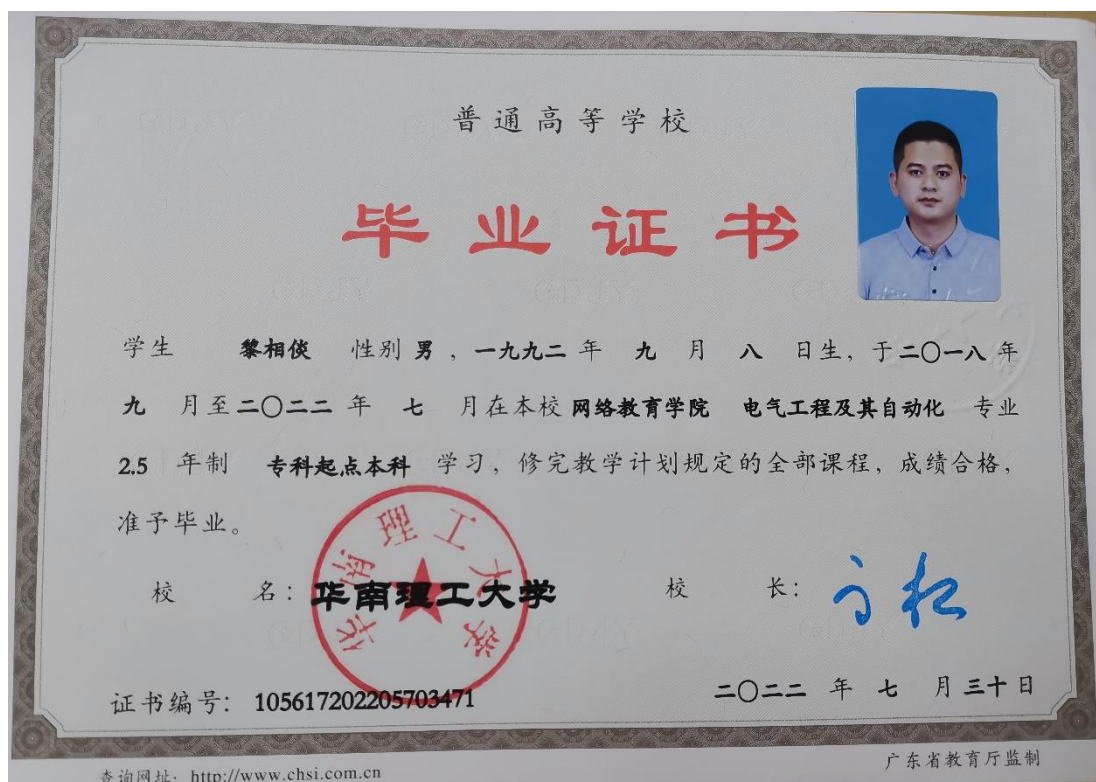 普通高等学校
毕业证书
学生 黎相倓 性别 男，一九九二 年 九 月 八 日生，于二〇一八 年
九 月至二〇二二 年 七 月在本校 网络教育学院 电气工程及其自动化 专业
2.5 年制 专科起点本科 学习，修完教学计划规定的全部课程，成绩合格，
准予毕业。
校 名：华南理工大学 校 长：
华南理工大学
证书编号：105617202205703471 二〇二二 年 七 月 三十 日
查询网址：http://www.chsi.com.cn 广东省教育厅监制